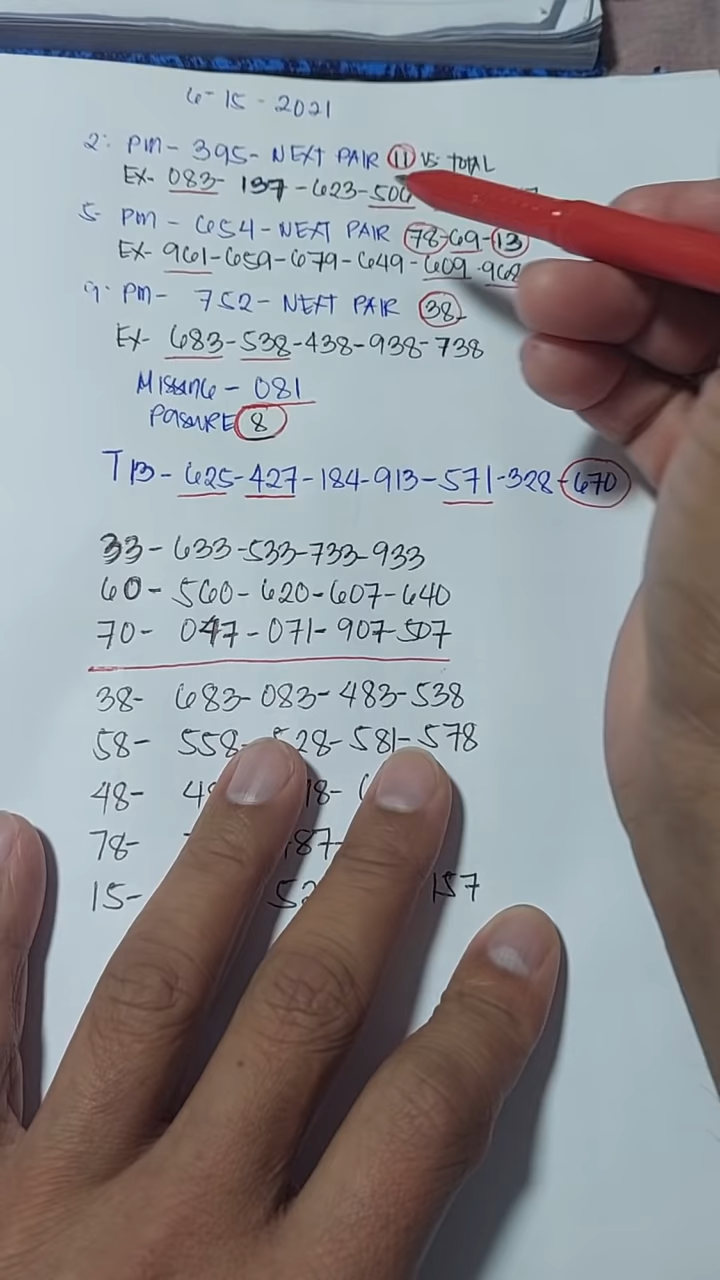 6-15-2021
2: PM- 395- NEXT PAIR 11 VS. TOTAL
EX- 083- 137-623-506
5 PM - 654-NEXT PAIR 78-69-13
EX-961-659-679-649-609-968
9: PM- 752- NEXT PAIR 38-
EX- 683-538-438-938-738
MISSING- 081
PASURE 8
TB- 625-427-184-913-571-328-670
33-633-533-733-933
60-560-620-607-640
70- 047-071-907-507
38- 683-083-483-538
58- 558- 528-581-578
48-
78-
15- 157